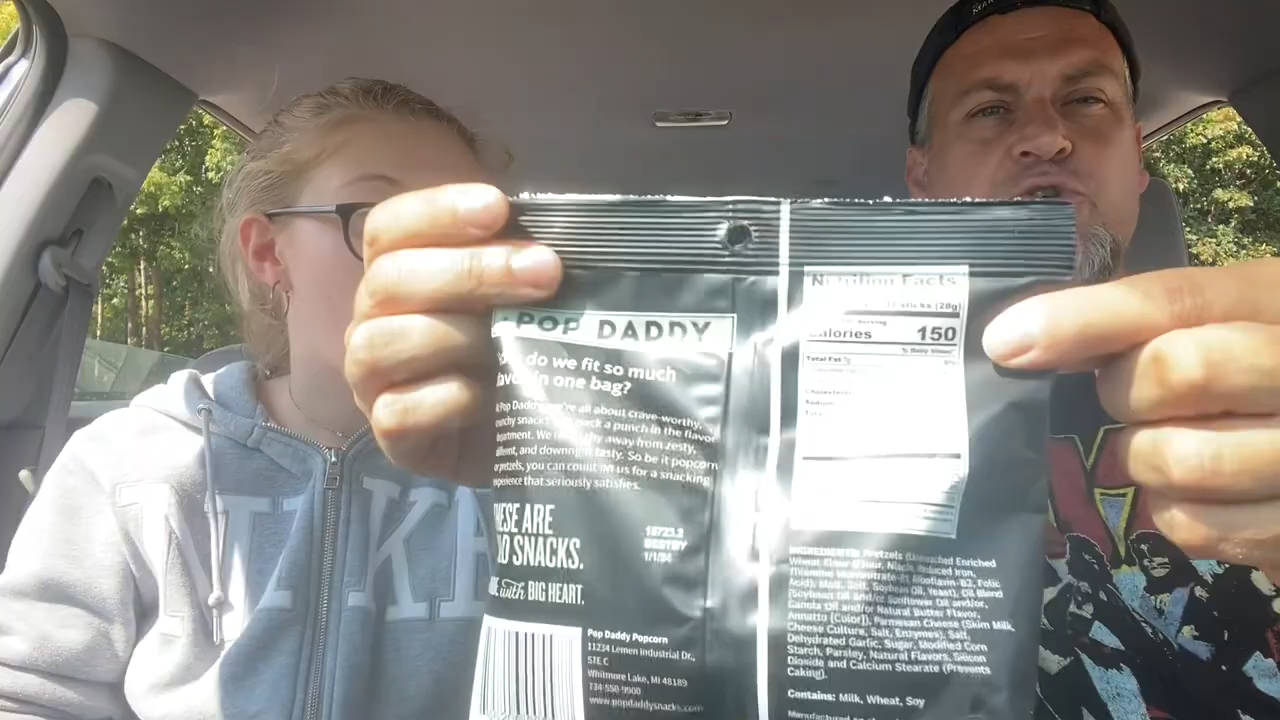 POP DADDY
do we fit so much
in one bag?
Pop Daddy we're all about crave-worthy,
crunchy snacks pack a punch in the flavor
department. We shy away from zesty,
different, and downright tasty. So be it popcorn
or pretzels, you can count on us for a snacking
experience that seriously satisfies.
THESE ARE
SNACKS.
with BIG HEART.
BEST BY
1/1/24
Pop Daddy Popcorn
11234 Lemen Industrial Dr.,
STE C
Whitmore Lake, MI 48189
734-550-9900
www.popdaddysnacks.com
Nutrition Facts
sticks (28g)
serving
Calories 150
% Daily Value*
Total Fat
Sodium
INGREDIENTS: Pretzels (Unbleached Enriched
Wheat Flour (Flour, Niacin, Reduced Iron,
Thiamine Mononitrate-B1, Riboflavin-B2, Folic
Acid), Malt, Salt, Soybean Oil, Yeast), Oil Blend
(Soybean Oil and/or Sunflower Oil and/or
Canola Oil and/or Natural Butter Flavor,
Annatto [Color]), Parmesan Cheese (Skim Milk,
Cheese Culture, Salt, Enzymes), Salt,
Dehydrated Garlic, Sugar, Modified Corn
Starch, Parsley, Natural Flavors, Silicon
Dioxide and Calcium Stearate (Prevents
Caking).
Contains: Milk, Wheat, Soy